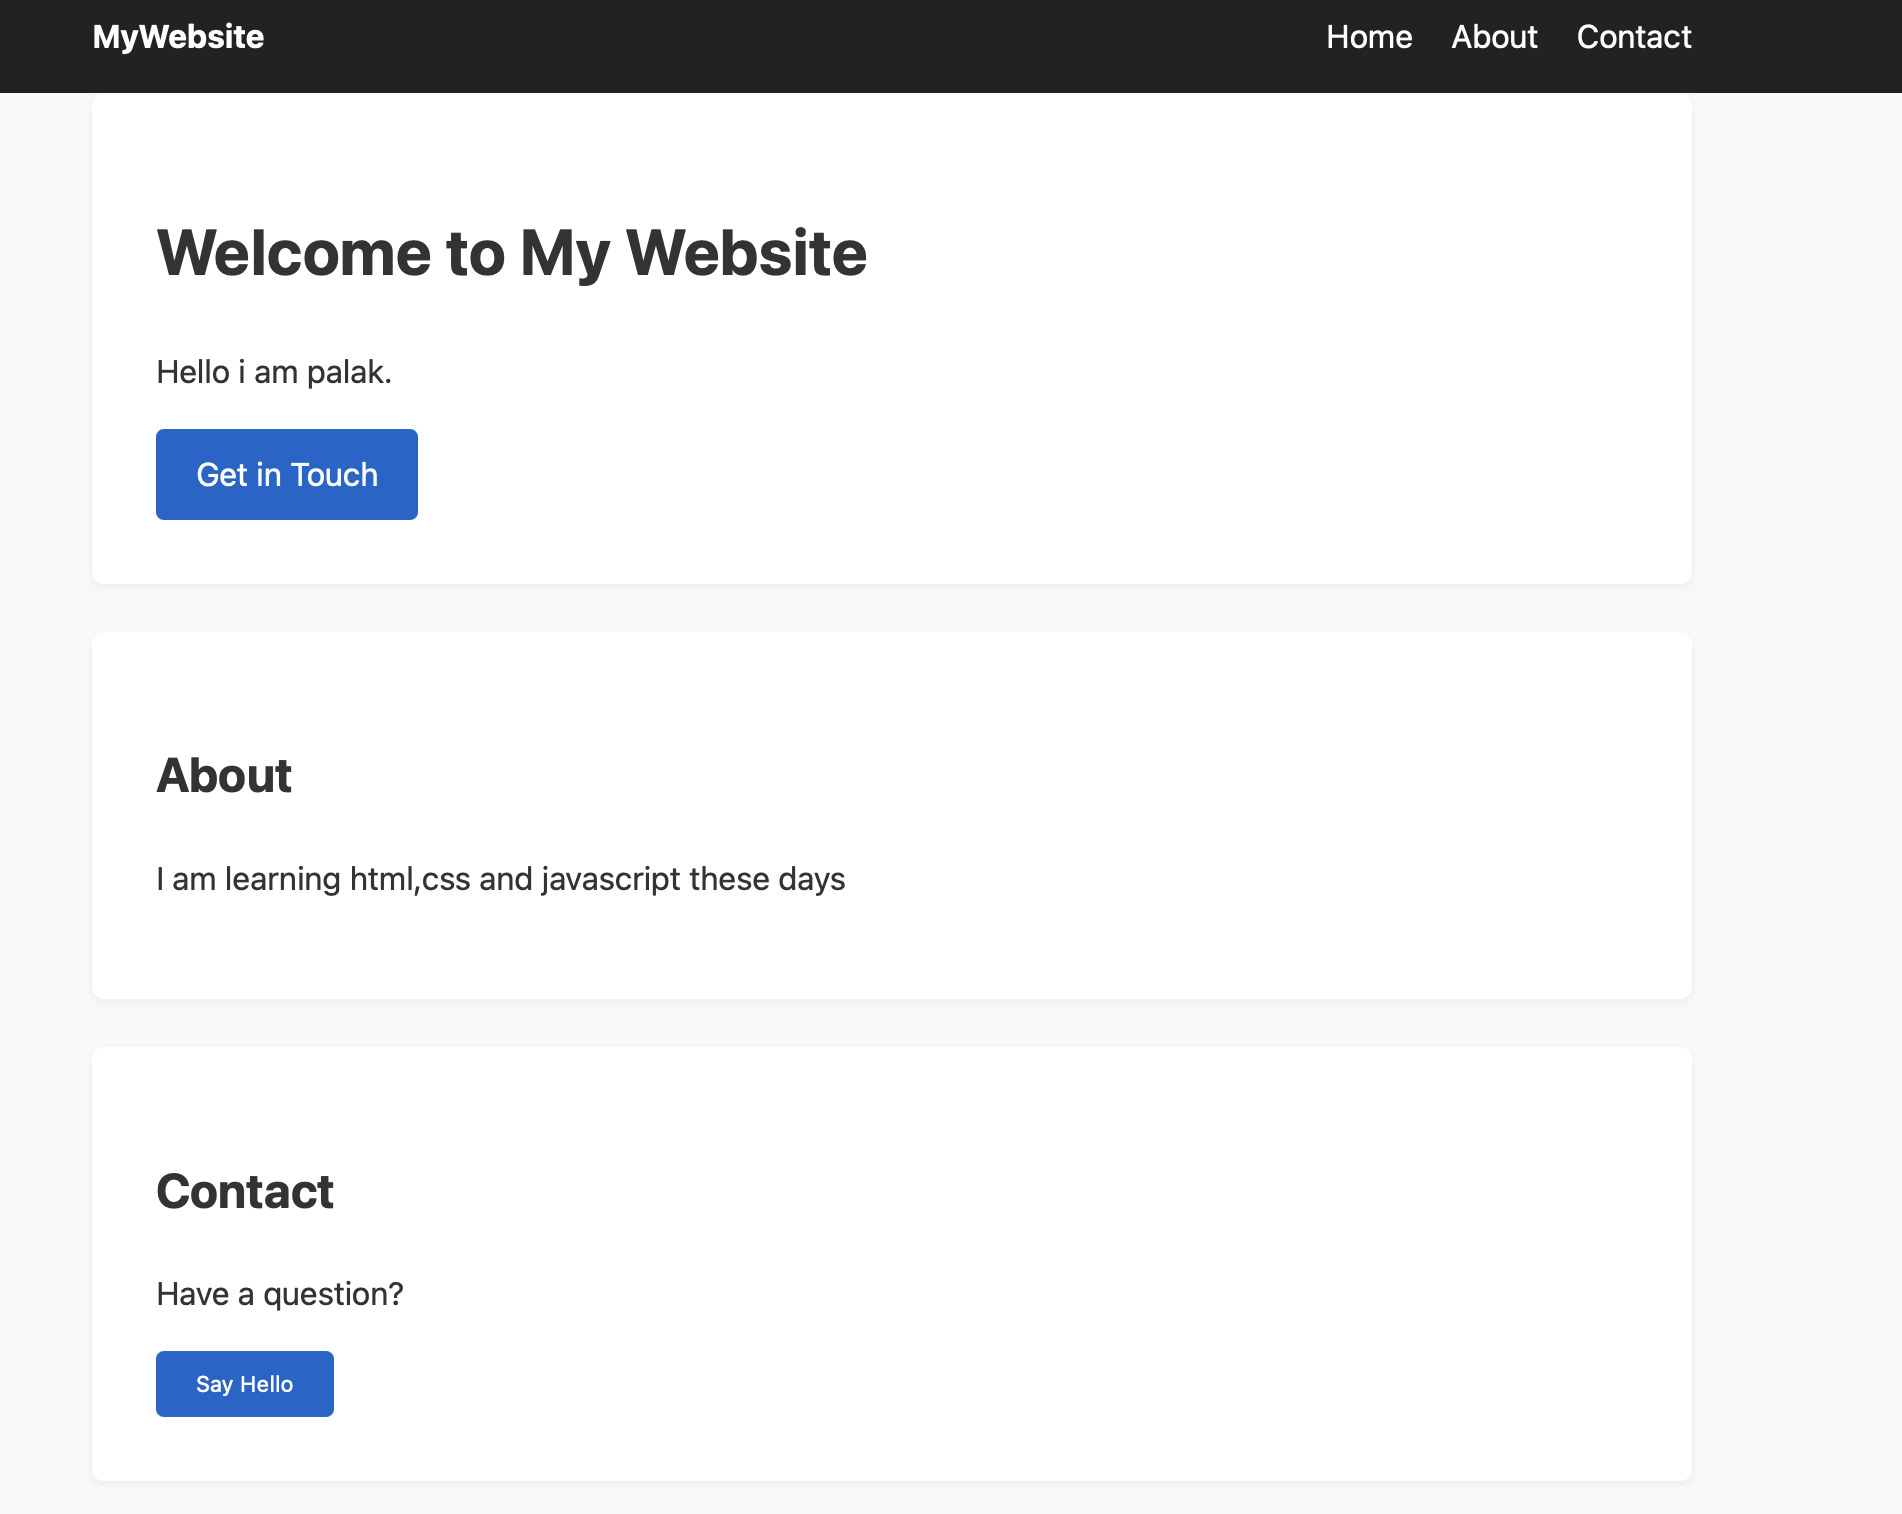 MyWebsite Home About Contact
Welcome to My Website
Hello i am palak.
Get in Touch
About
I am learning html,css and javascript these days
Contact
Have a question?
Say Hello